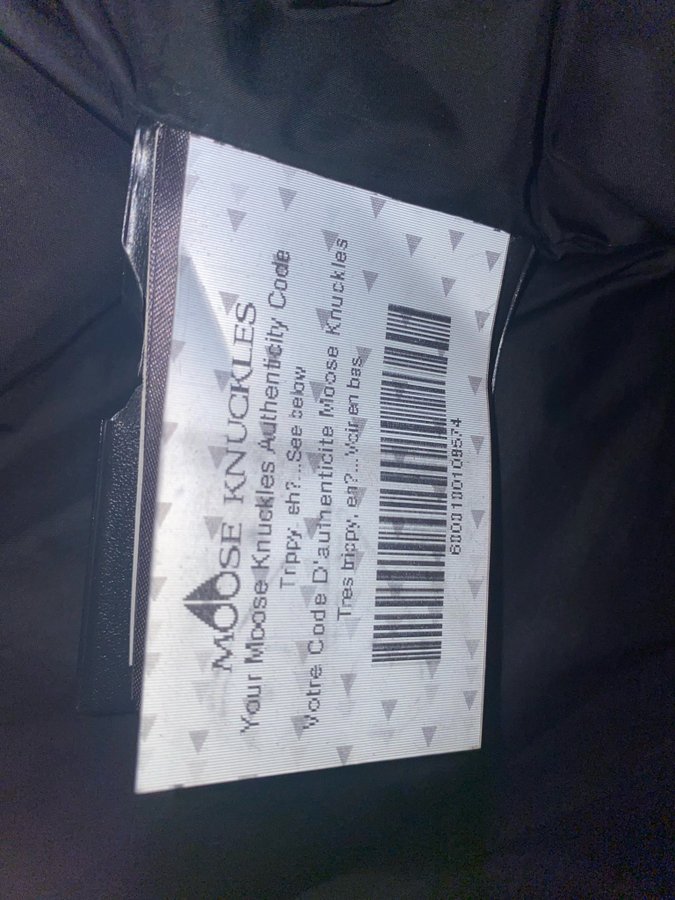 MOOSE KNUCKLES
Your Moose Knuckles Authenticity Code
Trippy, eh?...See below
Votre Code D'authenticite Moose Knuckles
Tres trippy, eh?...Voir en bas
6000100109574